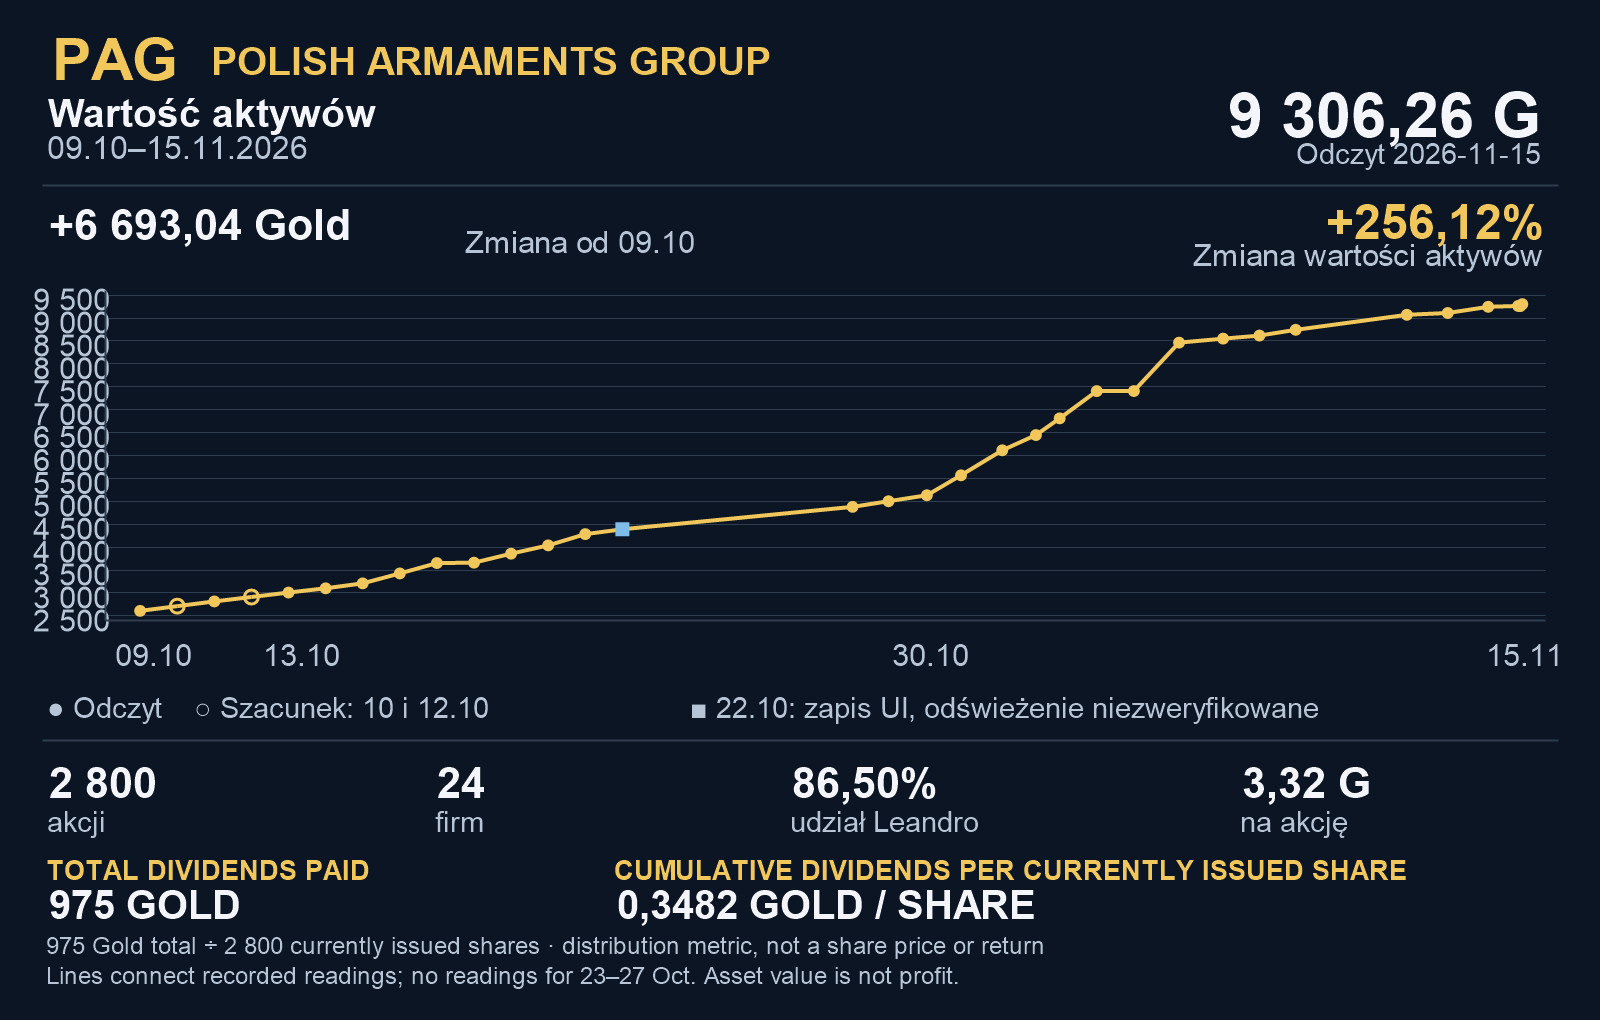 PAG POLISH ARMAMENTS GROUP
Wartość aktywów
09.10–15.11.2026
9 306,26 G
Odczyt 2026-11-15
+6 693,04 Gold
Zmiana od 09.10
+256,12%
Zmiana wartości aktywów
9 500
9 000
8 500
8 000
7 500
7 000
6 500
6 000
5 500
5 000
4 500
4 000
3 500
3 000
2 500
09.10 13.10 30.10 15.11
● Odczyt ○ Szacunek: 10 i 12.10 ■ 22.10: zapis UI, odświeżenie niezweryfikowane
2 800
akcji
24
firm
86,50%
udział Leandro
3,32 G
na akcję
TOTAL DIVIDENDS PAID
975 GOLD
CUMULATIVE DIVIDENDS PER CURRENTLY ISSUED SHARE
0,3482 GOLD / SHARE
975 Gold total ÷ 2 800 currently issued shares · distribution metric, not a share price or return
Lines connect recorded readings; no readings for 23–27 Oct. Asset value is not profit.